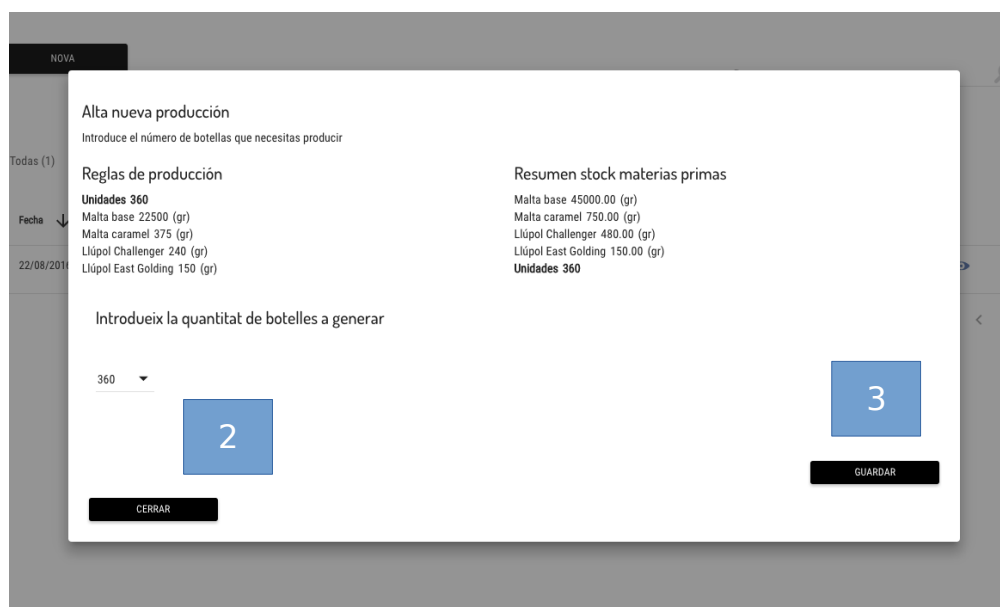 NOVA
Alta nueva producción
Introduce el número de botellas que necesitas producir
Todas (1)
Reglas de producción
Unidades 360
Malta base 22500 (gr)
Malta caramel 375 (gr)
Llúpol Challenger 240 (gr)
Llúpol East Golding 150 (gr)
Resumen stock materias primas
Malta base 45000.00 (gr)
Malta caramel 750.00 (gr)
Llúpol Challenger 480.00 (gr)
Llúpol East Golding 150.00 (gr)
Unidades 360
Fecha
22/08/2016
Introdueix la quantitat de botelles a generar
360
2
3
GUARDAR
CERRAR